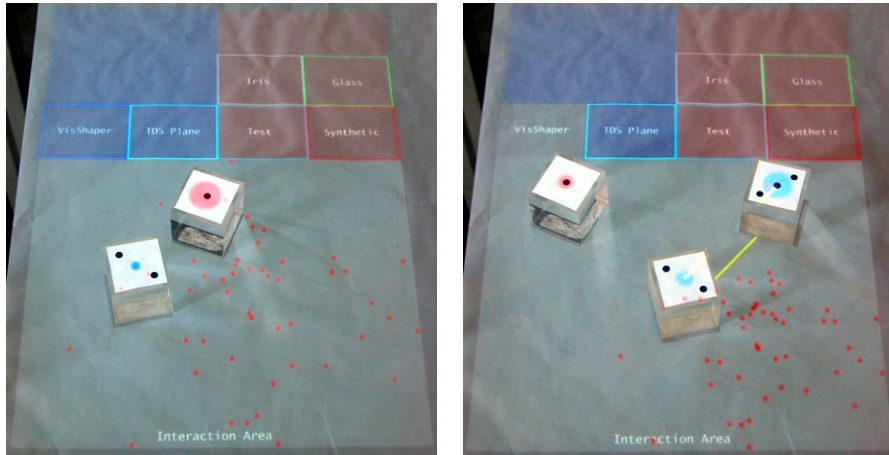 Iris Glass
VisShaper TDS Plane Test Synthetic
Interaction Area
Iris Glass
VisShaper TDS Plane Test Synthetic
Interaction Area